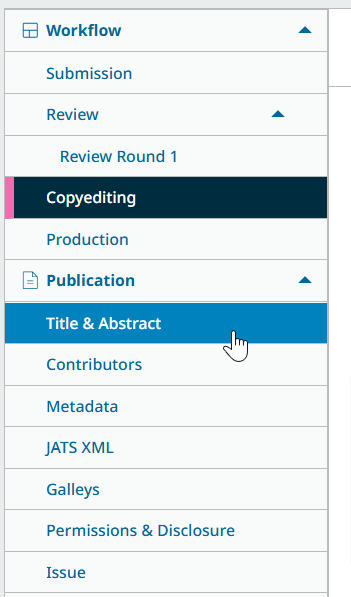 Workflow
Submission
Review
Review Round 1
Copyediting
Production
Publication
Title & Abstract
Contributors
Metadata
JATS XML
Galleys
Permissions & Disclosure
Issue